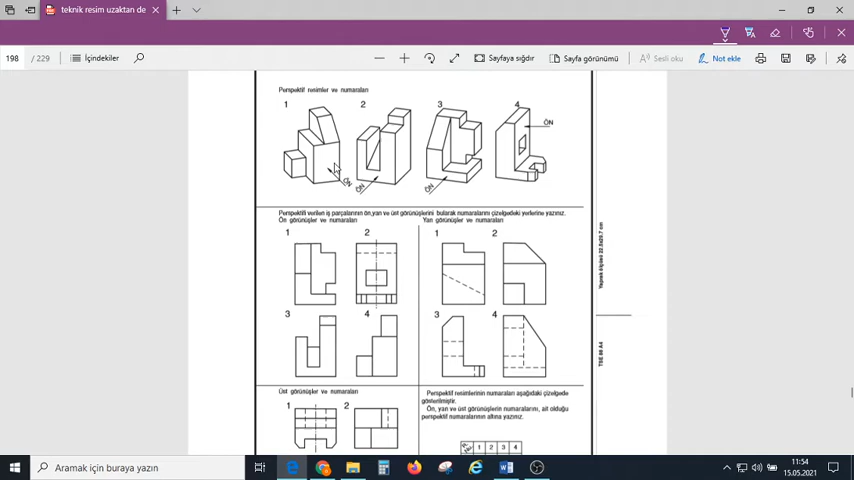 teknik resim uzaktan de
198 / 229
İçindekiler
Sayfaya sığdır
Sayfa görünümü
Sesli oku
Not ekle
Perspektif resimler ve numaraları
1 2 3 4
ÖN ÖN ÖN ÖN
Perspektifi verilen iş parçalarının ön,yan ve üst görünüşlerini bularak numaralarını çizelgedeki yerlerine yazınız.
Ön görünüşler ve numaraları
Yan görünüşler ve numaraları
1 2 1 2
3 4 3 4
TSE 88 A4
Üst görünüşler ve numaraları
1 2
Perspektif resimlerinin numaraları aşağıdaki çizelgede
gösterilmiştir.
Ön, yan ve üst görünüşlerin numaralarını, ait olduğu
perspektif numaralarının altına yazınız.
1 2 3 4
Aramak için buraya yazın
11:54
15.05.2021